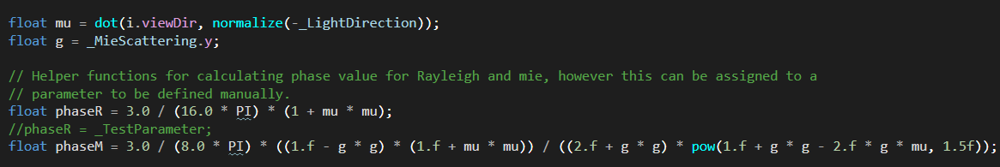 float mu = dot(i.viewDir, normalize(-_LightDirection));
float g = _MieScattering.y;
// Helper functions for calculating phase value for Rayleigh and mie, however this can be assigned to a
// parameter to be defined manually.
float phaseR = 3.0 / (16.0 * PI) * (1 + mu * mu);
//phaseR = _TestParameter;
float phaseM = 3.0 / (8.0 * PI) * ((1.f - g * g) * (1.f + mu * mu)) / ((2.f + g * g) * pow(1.f + g * g - 2.f * g * mu, 1.5f));